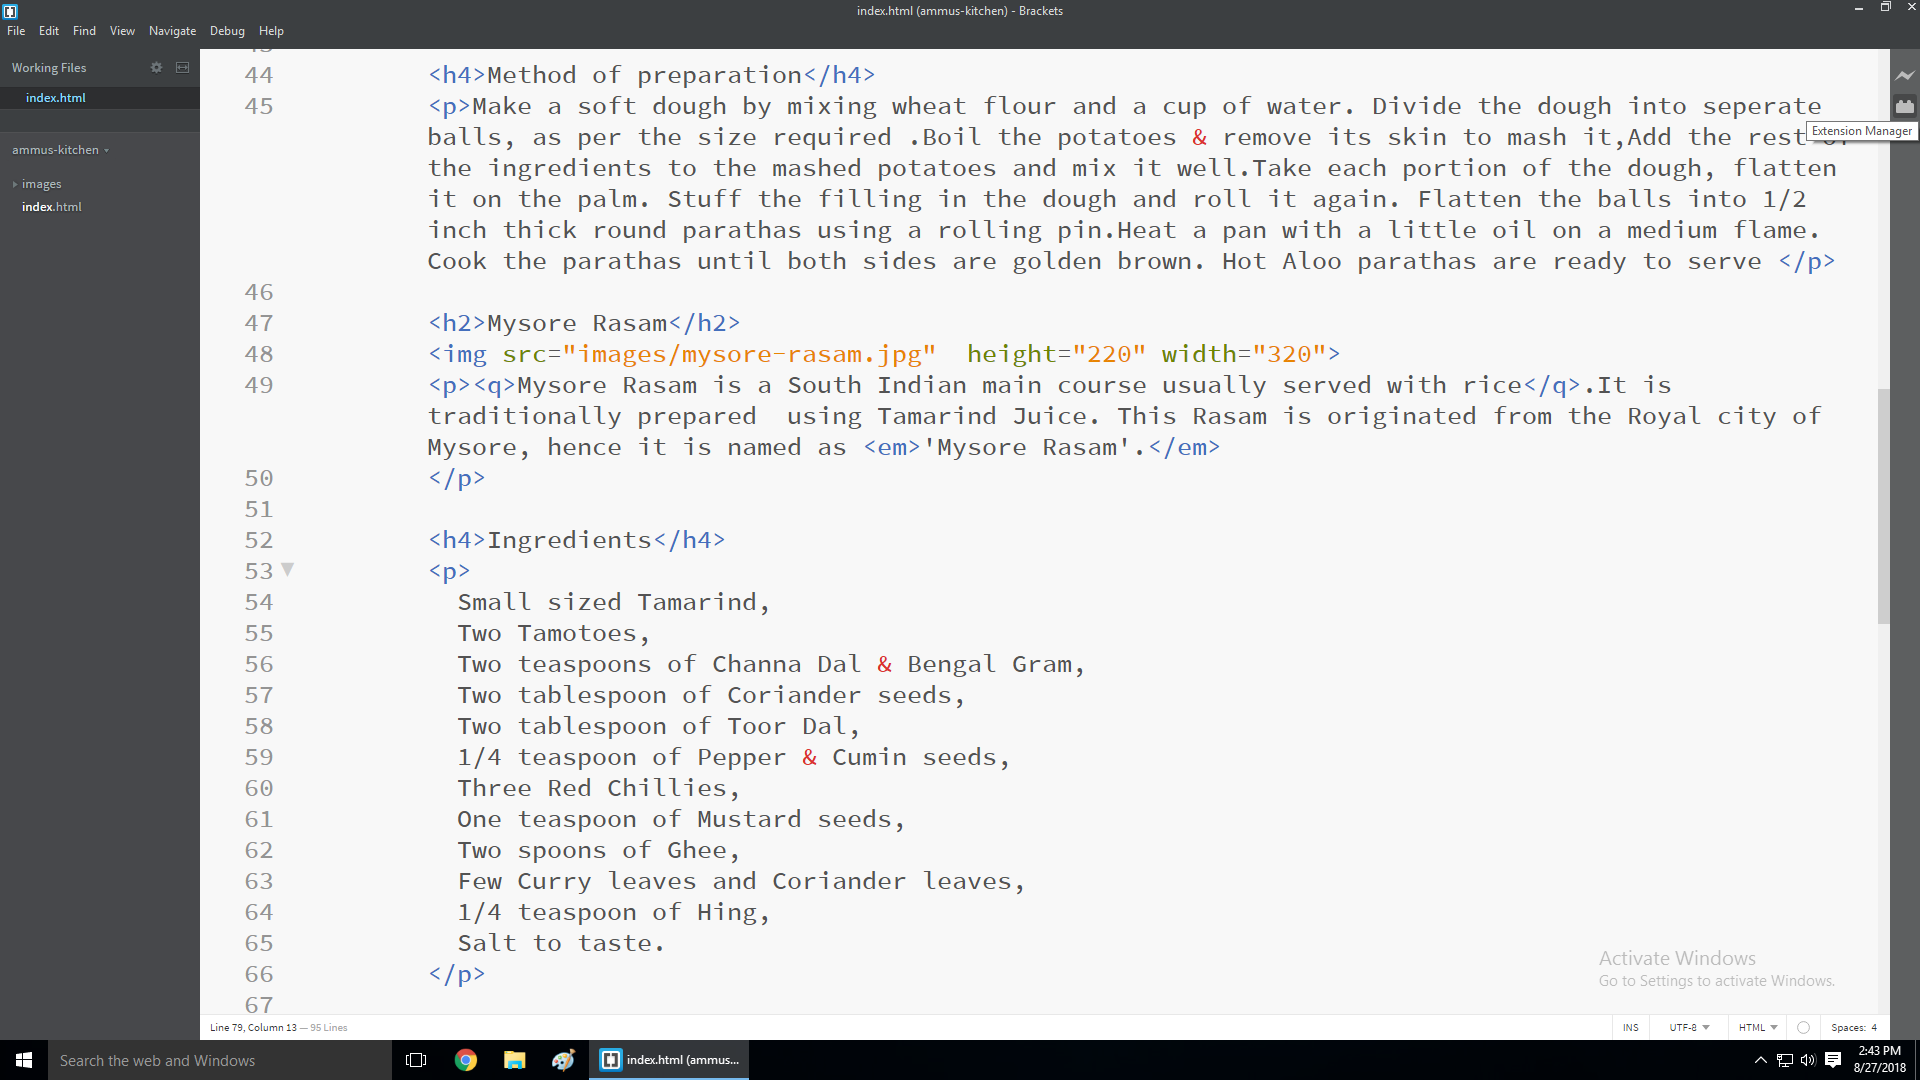 index.html (ammus-kitchen) - Brackets
File Edit Find View Navigate Debug Help
Working Files
index.html
ammus-kitchen
images
index.html
44 <h4>Method of preparation</h4>
45 <p>Make a soft dough by mixing wheat flour and a cup of water. Divide the dough into seperate
balls, as per the size required .Boil the potatoes & remove its skin to mash it,Add the rest of
Extension Manager
the ingredients to the mashed potatoes and mix it well.Take each portion of the dough, flatten
it on the palm. Stuff the filling in the dough and roll it again. Flatten the balls into 1/2
inch thick round parathas using a rolling pin.Heat a pan with a little oil on a medium flame.
Cook the parathas until both sides are golden brown. Hot Aloo parathas are ready to serve </p>
46
47 <h2>Mysore Rasam</h2>
48 <img src="images/mysore-rasam.jpg"  height="220" width="320">
49 <p><q>Mysore Rasam is a South Indian main course usually served with rice</q>.It is
traditionally prepared  using Tamarind Juice. This Rasam is originated from the Royal city of
Mysore, hence it is named as <em>'Mysore Rasam'.</em>
50 </p>
51
52 <h4>Ingredients</h4>
53 <p>
54 Small sized Tamarind,
55 Two Tamotoes,
56 Two teaspoons of Channa Dal & Bengal Gram,
57 Two tablespoon of Coriander seeds,
58 Two tablespoon of Toor Dal,
59 1/4 teaspoon of Pepper & Cumin seeds,
60 Three Red Chillies,
61 One teaspoon of Mustard seeds,
62 Two spoons of Ghee,
63 Few Curry leaves and Coriander leaves,
64 1/4 teaspoon of Hing,
65 Salt to taste.
66 </p>
67
Activate Windows
Go to Settings to activate Windows.
Line 79, Column 13 — 95 Lines
INS UTF-8 HTML Spaces: 4
Search the web and Windows
index.html (ammus...
2:43 PM
8/27/2018